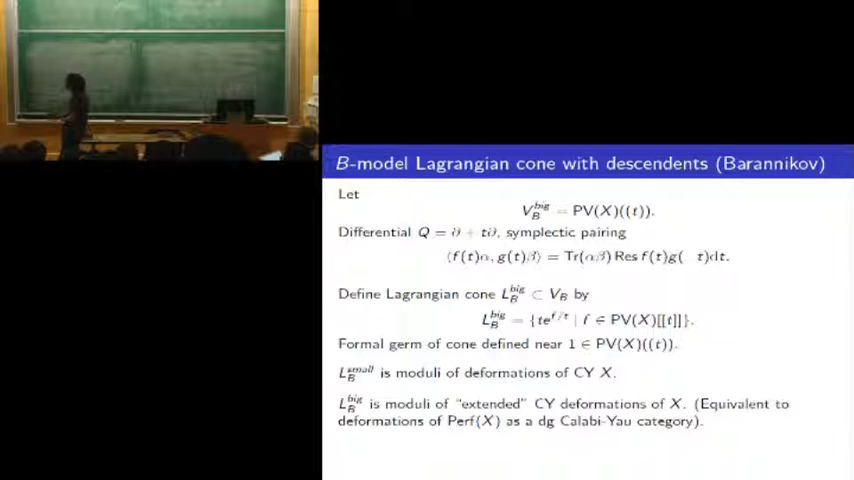 B-model Lagrangian cone with descendents (Barannikov)
Let
V_B^{big} = PV(X)((t)).
Differential Q = ∂ + t∂, symplectic pairing
⟨f(t)α, g(t)β⟩ = Tr(αβ) Res f(t)g( t)dt.
Define Lagrangian cone L_B^{big} ⊂ V_B by
L_B^{big} = {te^{f/t} | f ∈ PV(X)[[t]]}.
Formal germ of cone defined near 1 ∈ PV(X)((t)).
L_B^{small} is moduli of deformations of CY X.
L_B^{big} is moduli of "extended" CY deformations of X. (Equivalent to
deformations of Perf(X) as a dg Calabi-Yau category).